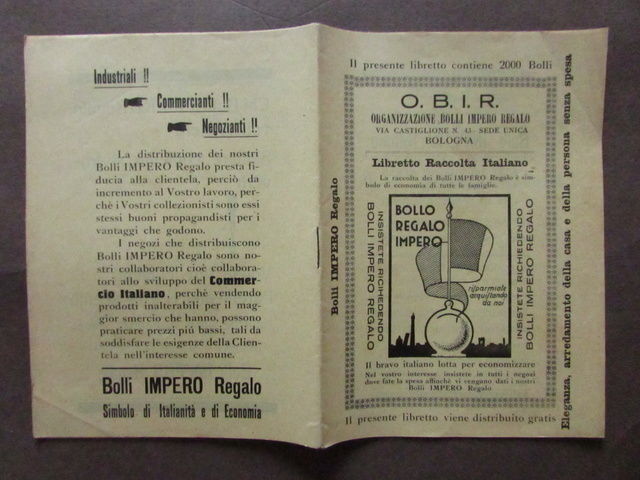 Industriali !!
Commercianti !!
Negozianti !!
La distribuzione dei nostri
Bolli IMPERO Regalo presta fi-
ducia alla clientela, perciò da
incremento al Vostro lavoro, per-
chè i Vostri collezionisti sono essi
stessi buoni propagandisti per i
vantaggi che godono.
I negozi che distribuiscono
Bolli IMPERO Regalo sono no-
stri collaboratori cioè collabora-
tori allo sviluppo del Commer-
cio Italiano, perchè vendendo
prodotti inalterabili per il mag-
gior smercio che hanno, possono
praticare prezzi più bassi, tali da
soddisfare le esigenze della Clien-
tela nell'interesse comune.
Bolli IMPERO Regalo
Simbolo di Italianità e di Economia
Bolli IMPERO Regalo
Il presente libretto contiene 2000 Bolli
O. B. I. R.
ORGANIZZAZIONE BOLLI IMPERO REGALO
VIA CASTIGLIONE N. 43 - SEDE UNICA
BOLOGNA
Libretto Raccolta Italiano
La raccolta dei Bolli IMPERO Regalo è sim-
bolo di economia di tutte le famiglie.
INSISTETE RICHIEDENDO
BOLLI IMPERO REGALO
BOLLO
REGALO
IMPERO
risparmiate
acquistando
da noi
INSISTETE RICHIEDENDO
BOLLI IMPERO REGALO
Il bravo italiano lotta per economizzare
Nel vostro interesse insistete in tutti i negozi
dove fate la spesa affinchè vi vengano dati i nostri
Bolli IMPERO Regalo
Il presente libretto viene distribuito gratis
Eleganza, arredamento della casa e della persona senza spesa